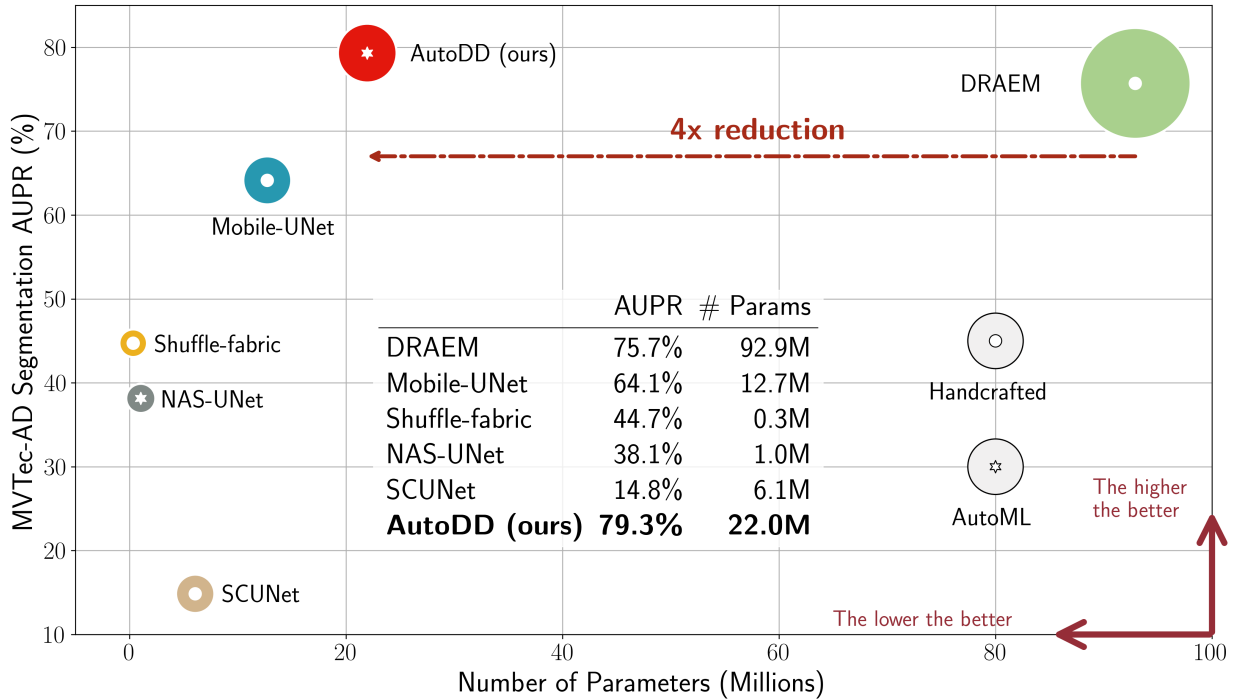 MVTec-AD Segmentation AUPR (%)
80
70
60
50
40
30
20
10
AutoDD (ours)
DRAEM
4x reduction
Mobile-UNet
Shuffle-fabric
NAS-UNet
SCUNet
AUPR # Params
DRAEM 75.7% 92.9M
Mobile-UNet 64.1% 12.7M
Shuffle-fabric 44.7% 0.3M
NAS-UNet 38.1% 1.0M
SCUNet 14.8% 6.1M
AutoDD (ours) 79.3% 22.0M
Handcrafted
AutoML
The higher
the better
The lower the better
0 20 40 60 80 100
Number of Parameters (Millions)